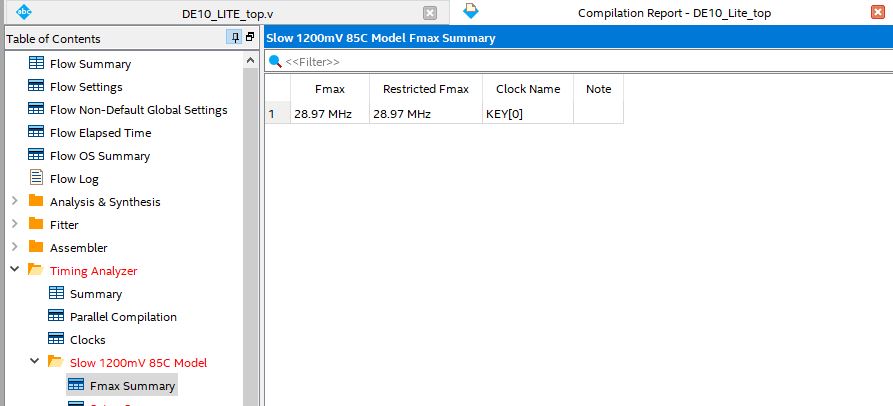 abc DE10_LITE_top.v
Compilation Report - DE10_Lite_top
Table of Contents
Flow Summary
Flow Settings
Flow Non-Default Global Settings
Flow Elapsed Time
Flow OS Summary
Flow Log
Analysis & Synthesis
Fitter
Assembler
Timing Analyzer
Summary
Parallel Compilation
Clocks
Slow 1200mV 85C Model
Fmax Summary
Slow 1200mV 85C Model Fmax Summary
<<Filter>>
Fmax Restricted Fmax Clock Name Note
1 28.97 MHz 28.97 MHz KEY[0]